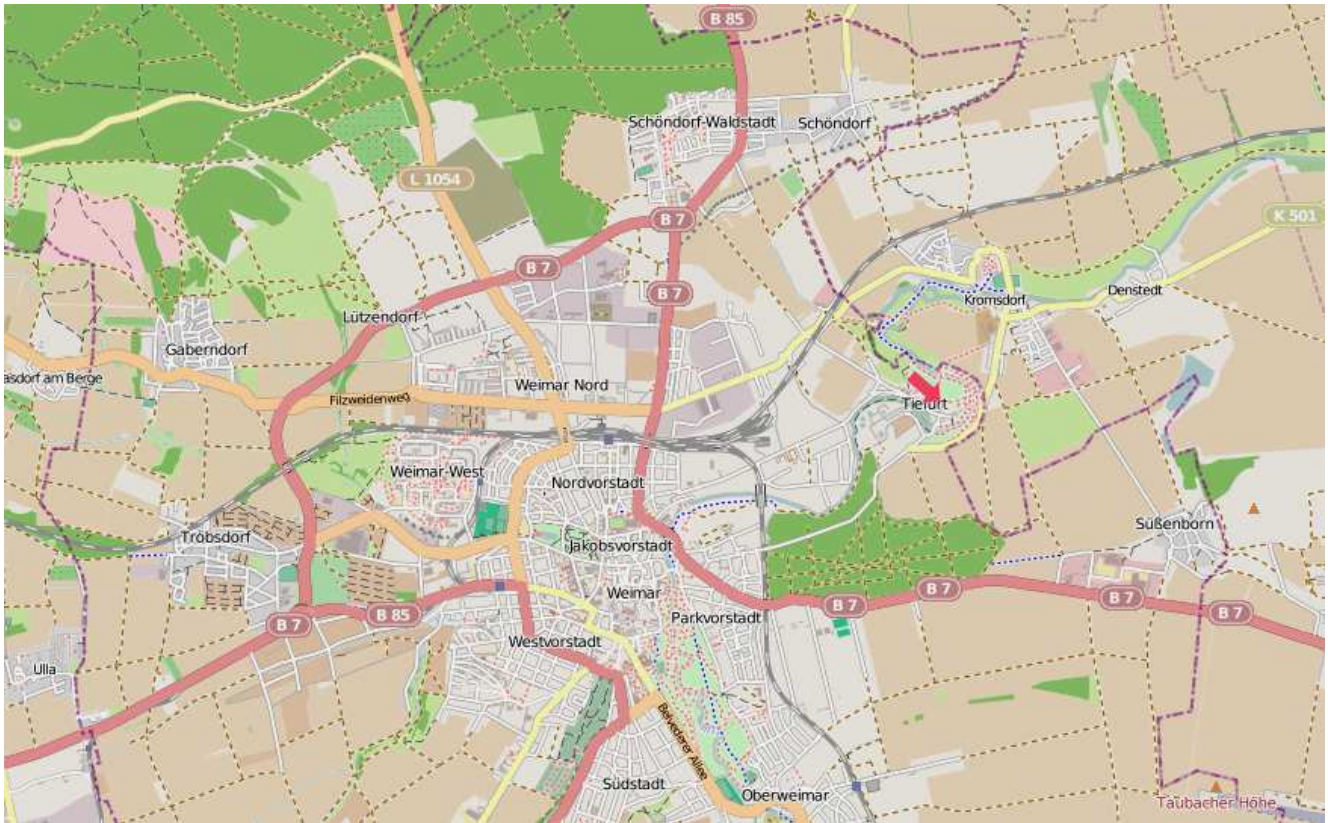 B 85
Schöndorf-Waldstadt
Schöndorf
L 1054
B 7
K 501
B 7
B 7
Denstedt
Kromsdorf
Lützendorf
Gaberndorf
asdorf am Berge
Weimar Nord
Filzweidenweg
Tiefurt
Weimar-West
Nordvorstadt
Süßenborn
Tröbsdorf
Jakobsvorstadt
Weimar
B 7
B 7
B 7
B 7
B 85
B 7
Parkvorstadt
Westvorstadt
Ulla
Belvederer Allee
Südstadt
Oberweimar
Taubacher Höhe